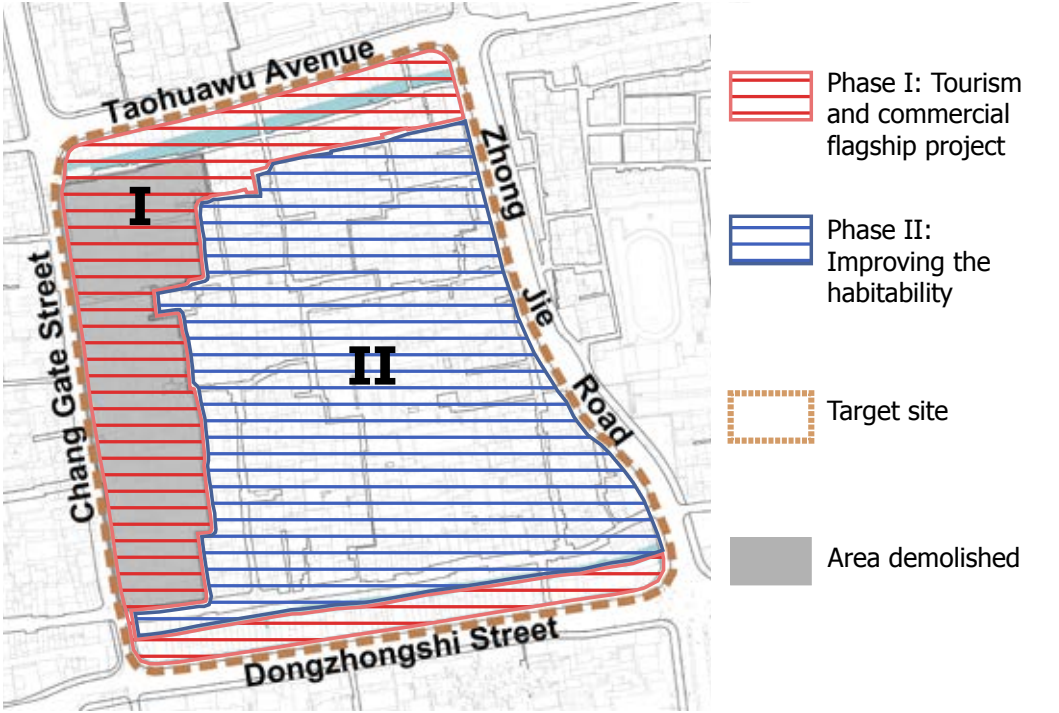 Taohuawu Avenue
Zhong
Jie
Road
Chang Gate Street
Dongzhongshi Street
I
II
Phase I: Tourism
and commercial
flagship project
Phase II:
Improving the
habitability
Target site
Area demolished